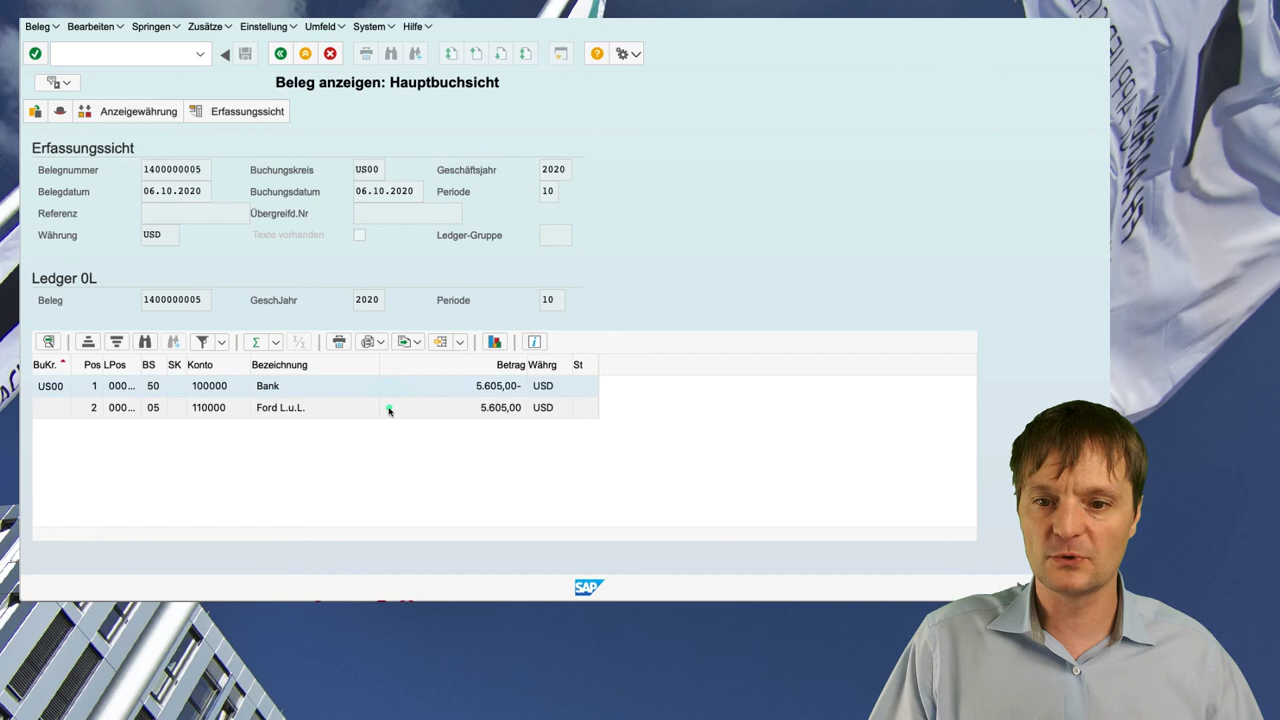 Beleg Bearbeiten Springen Zusätze Einstellung Umfeld System Hilfe
Beleg anzeigen: Hauptbuchsicht
Anzeigewährung Erfassungssicht
Erfassungssicht
Belegnummer 1400000005 Buchungskreis US00 Geschäftsjahr 2020
Belegdatum 06.10.2020 Buchungsdatum 06.10.2020 Periode 10
Referenz Übergreifd.Nr
Währung USD Texte vorhanden Ledger-Gruppe
Ledger 0L
Beleg 1400000005 GeschJahr 2020 Periode 10
BuKr. Pos LPos BS SK Konto Bezeichnung Betrag Währg St
US00 1 000... 50 100000 Bank 5.605,00- USD
2 000... 05 110000 Ford L.u.L. 5.605,00 USD
SAP